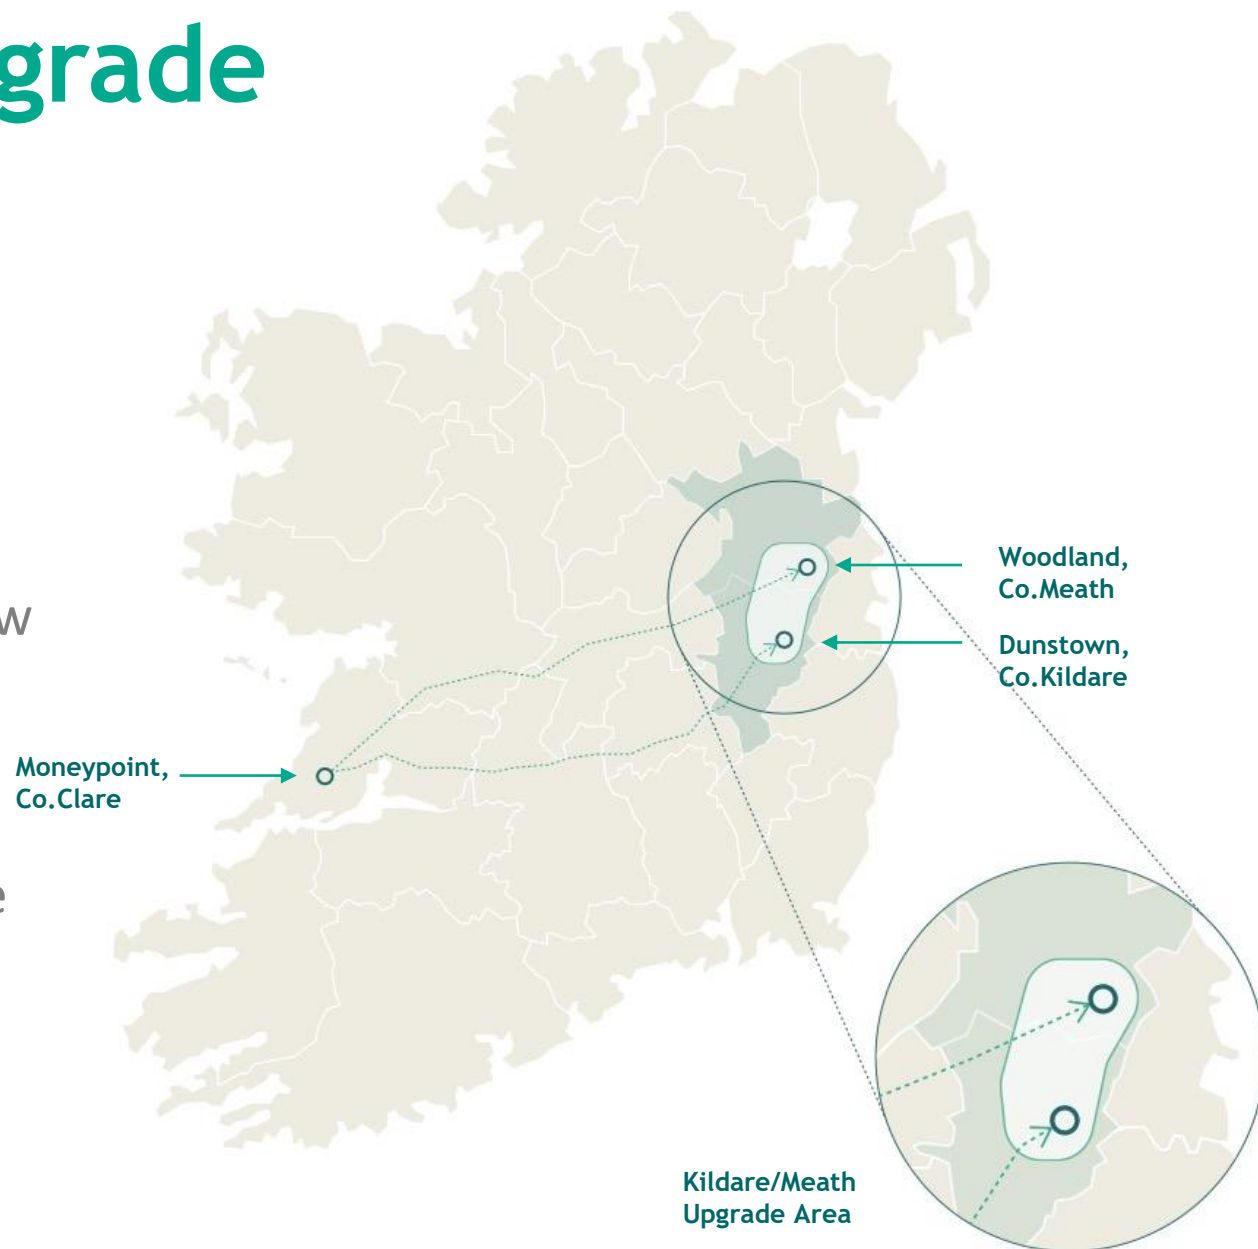 grade
w
e
Woodland,
Co.Meath
Dunstown,
Co.Kildare
Moneypoint,
Co.Clare
Kildare/Meath
Upgrade Area